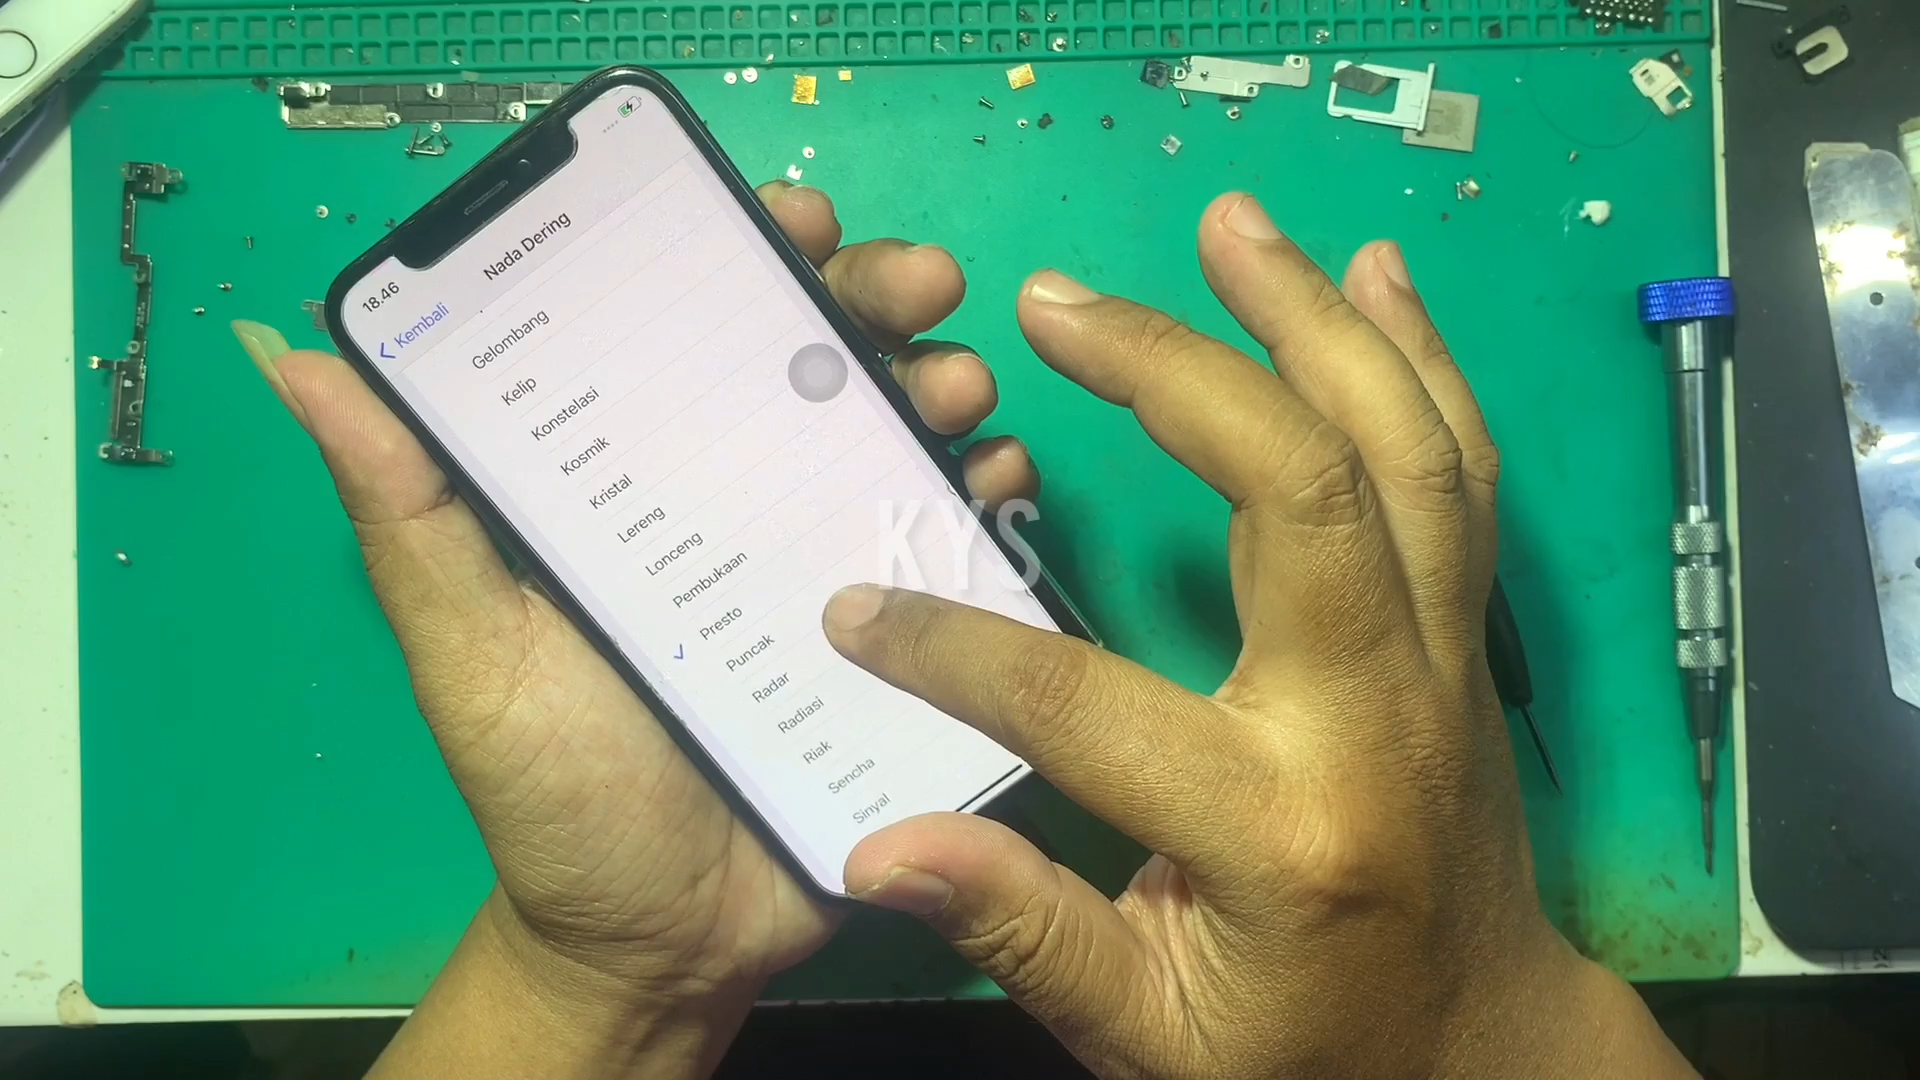 18.46
Kembali
Nada Dering
Gelombang
Kelip
Konstelasi
Kosmik
Kristal
Lereng
Lonceng
Pembukaan
Presto
Puncak
Radar
Radiasi
Riak
Sencha
Sinyal
KYS